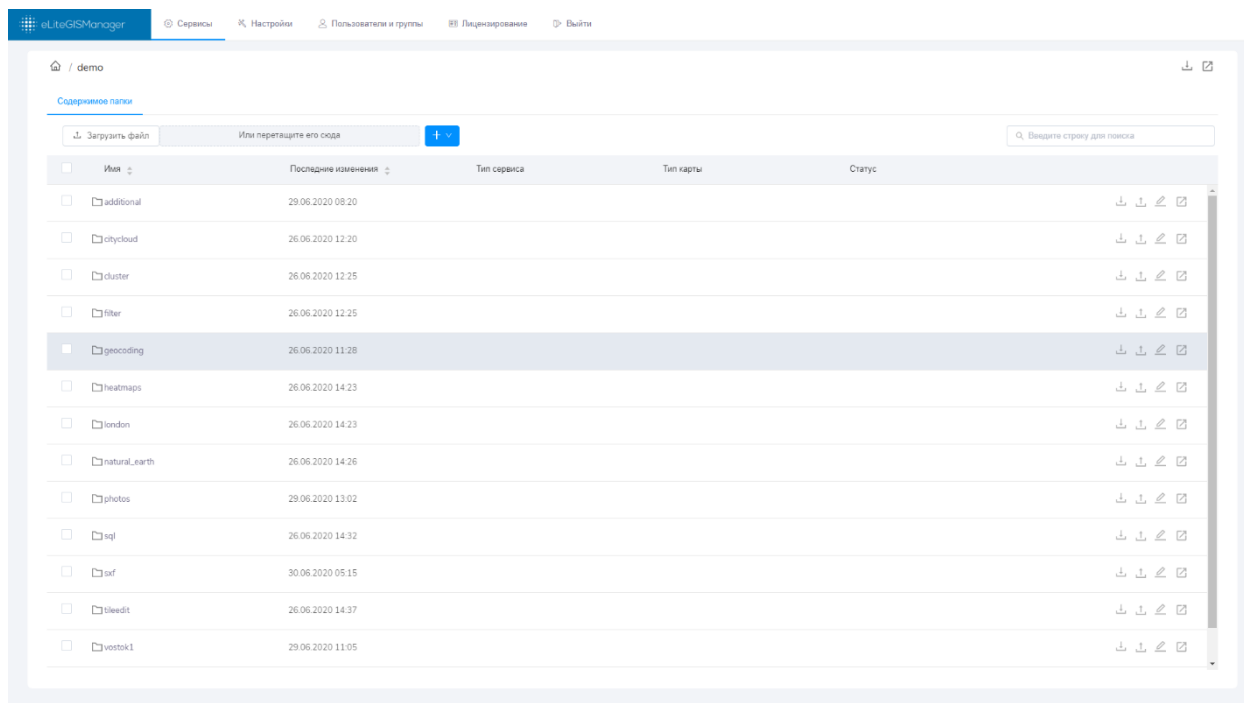 eLiteGISManager Сервисы Настройки Пользователи и группы Лицензирование Выйти
/ demo
Содержимое папки
Загрузить файл Или перетащите его сюда + Введите строку для поиска
Имя Последние изменения Тип сервиса Тип карты Статус
additional 29.06.2020 08:20
citycloud 26.06.2020 12:20
cluster 26.06.2020 12:25
filter 26.06.2020 12:25
geocoding 26.06.2020 11:28
heatmaps 26.06.2020 14:23
london 26.06.2020 14:23
natural_earth 26.06.2020 14:26
photos 29.06.2020 13:02
sql 26.06.2020 14:32
sxf 30.06.2020 05:15
tileedit 26.06.2020 14:37
vostok1 29.06.2020 11:05